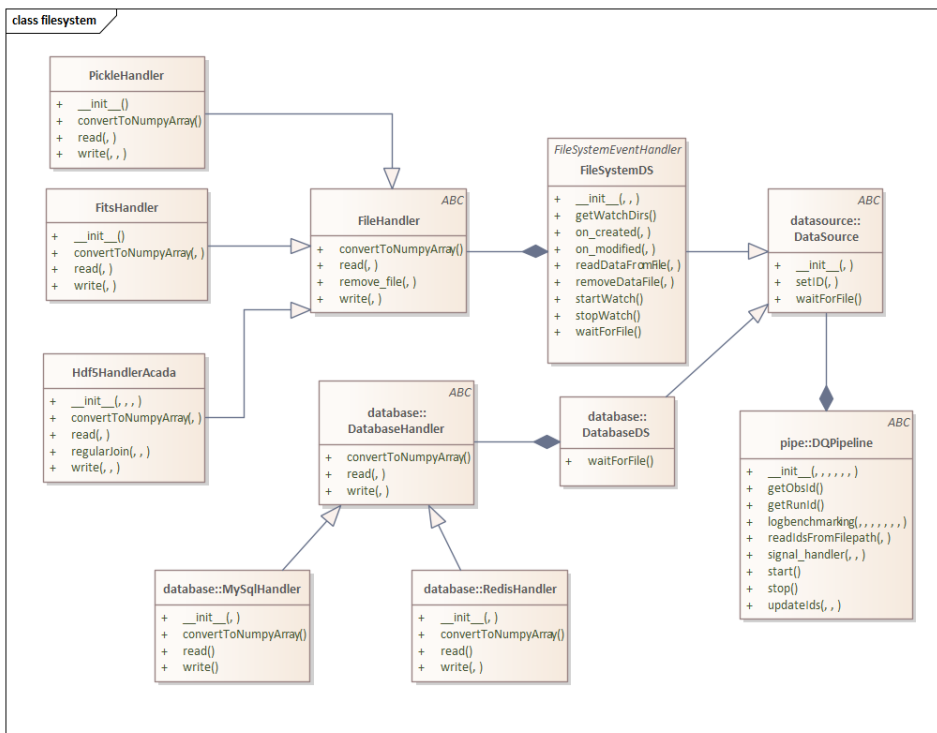 class filesystem
PickleHandler
+ __init__()
+ convertToNumpyArray()
+ read(, )
+ write(, , )
FitsHandler
+ __init__()
+ convertToNumpyArray(, )
+ read(, )
+ write(, )
Hdf5HandlerAcada
+ __init__(, , , )
+ convertToNumpyArray(, )
+ read(, )
+ regularJoin(, , )
+ write(, , )
ABC
FileHandler
+ convertToNumpyArray()
+ read(, )
+ remove_file(, )
+ write(, )
FileSystemEventHandler
FileSystemDS
+ __init__(, , )
+ getWatchDirs()
+ on_created(, )
+ on_modified(, )
+ readDataFromFile(, )
+ removeDataFile(, )
+ startWatch()
+ stopWatch()
+ waitForFile()
ABC
datasource::
DataSource
+ __init__(, )
+ setID(, )
+ waitForFile()
ABC
database::
DatabaseHandler
+ convertToNumpyArray()
+ read(, )
+ write(, )
database::
DatabaseDS
+ waitForFile()
ABC
pipe::DQPipeline
+ __init__(, , , , , , )
+ getObsId()
+ getRunId()
+ logbenchmarking(, , , , , , , )
+ readIdsFromFilepath(, )
+ signal_handler(, , )
+ start()
+ stop()
+ updateIds(, , )
database::MySqlHandler
+ __init__(, )
+ convertToNumpyArray()
+ read()
+ write()
database::RedisHandler
+ __init__(, )
+ convertToNumpyArray()
+ read()
+ write(, )